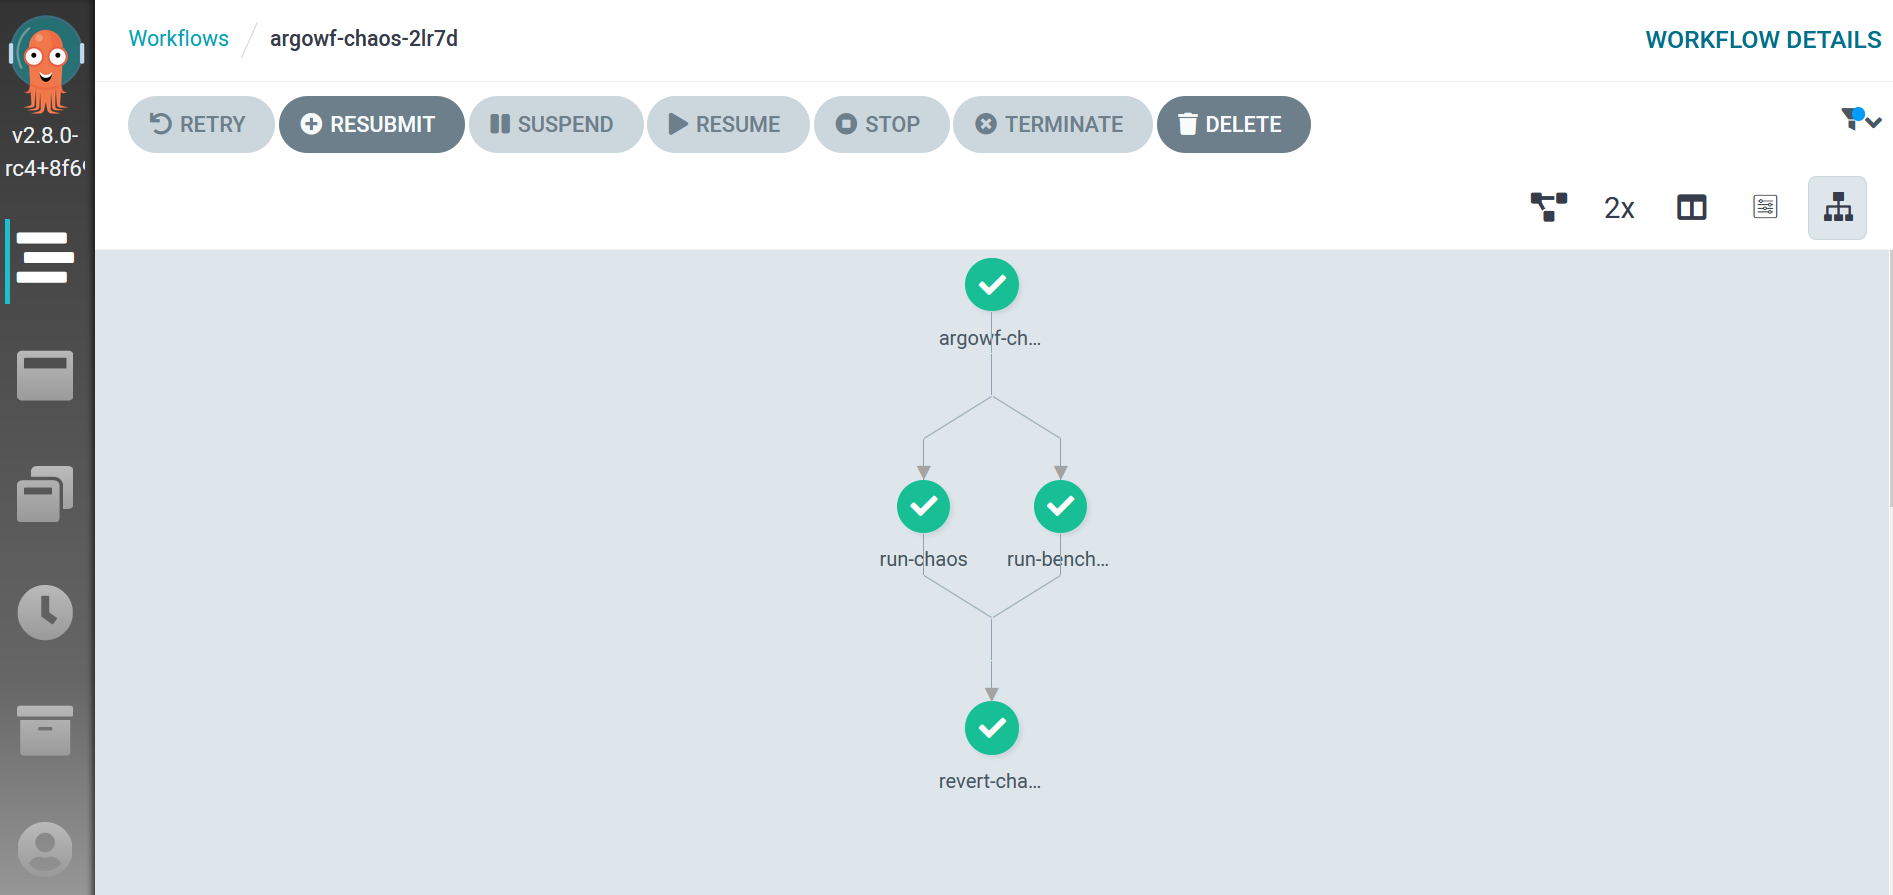 Workflows / argowf-chaos-2lr7d
WORKFLOW DETAILS
v2.8.0-
rc4+8f6
RETRY
RESUBMIT
SUSPEND
RESUME
STOP
TERMINATE
DELETE
2x
argowf-ch...
run-chaos
run-bench...
revert-cha...